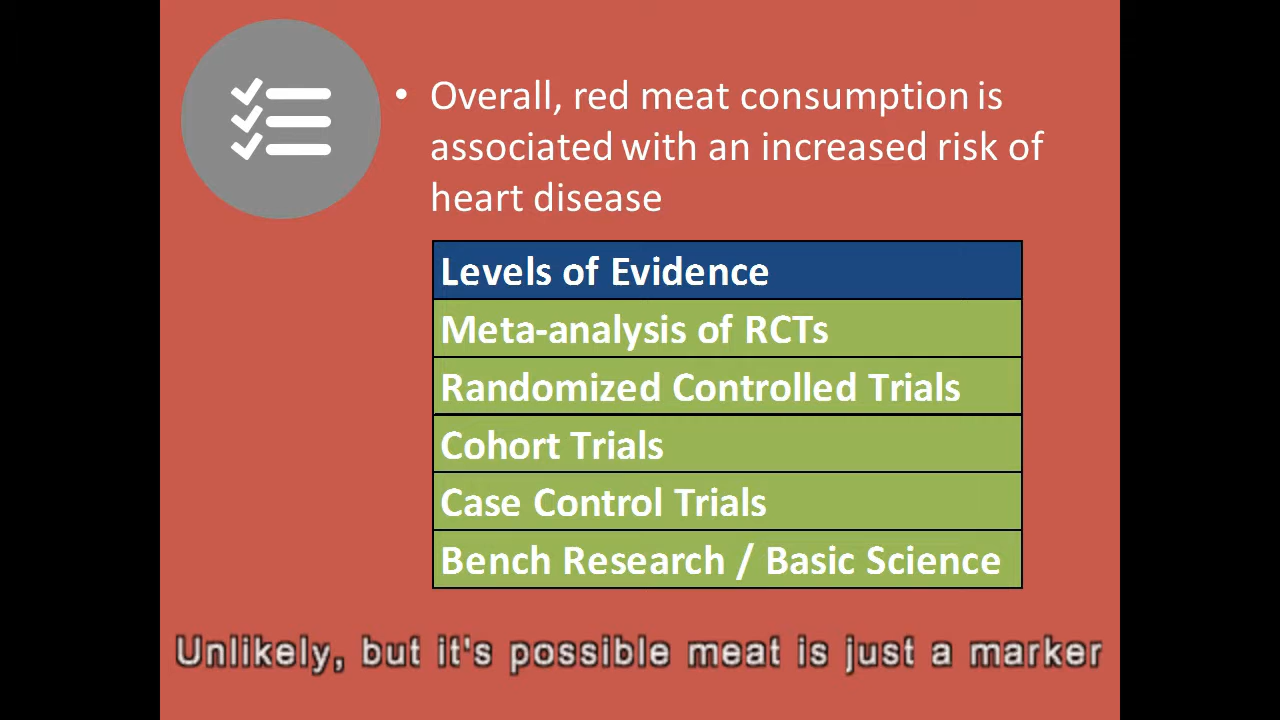 • Overall, red meat consumption is
associated with an increased risk of
heart disease
Levels of Evidence
Meta-analysis of RCTs
Randomized Controlled Trials
Cohort Trials
Case Control Trials
Bench Research / Basic Science
Unlikely, but it's possible meat is just a marker